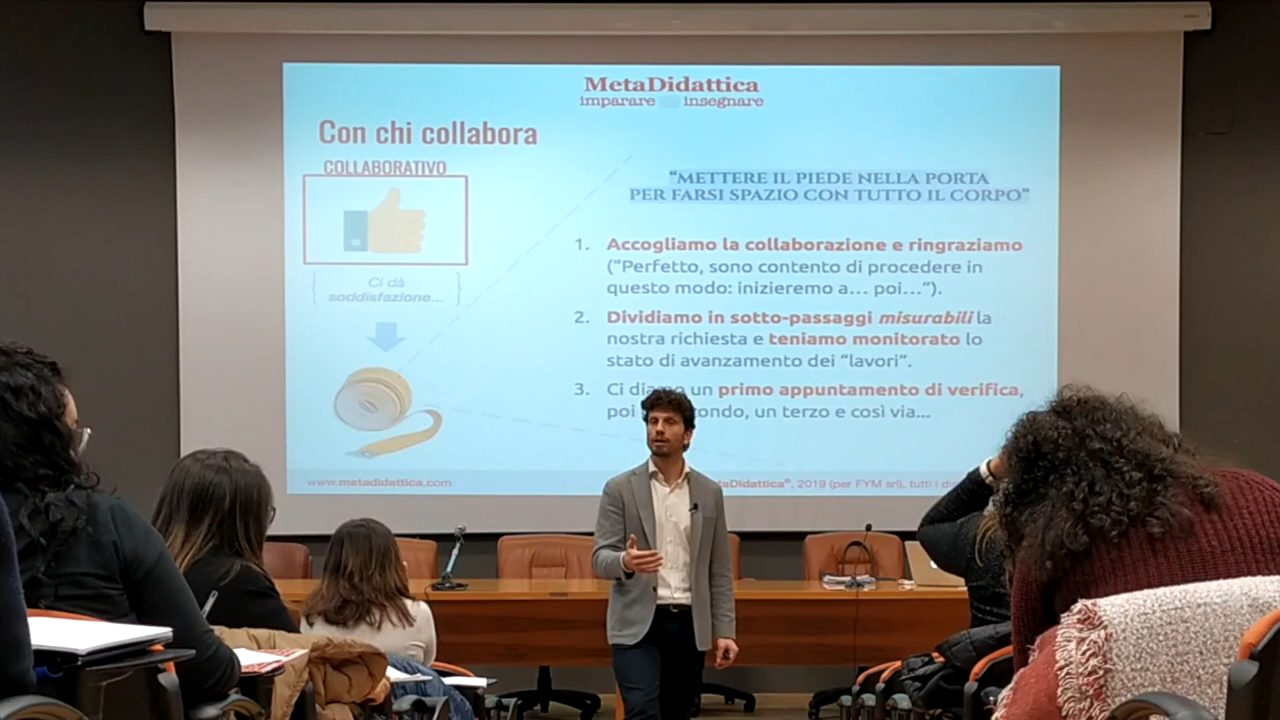 MetaDidattica
imparare insegnare
Con chi collabora
COLLABORATIVO
Ci dà
soddisfazione...
"METTERE IL PIEDE NELLA PORTA
PER FARSI SPAZIO CON TUTTO IL CORPO"
1. Accogliamo la collaborazione e ringraziamo
("Perfetto, sono contento di procedere in
questo modo: inizieremo a... poi...").
2. Dividiamo in sotto-passaggi misurabili la
nostra richiesta e teniamo monitorato lo
stato di avanzamento dei "lavori".
3. Ci diamo un primo appuntamento di verifica,
poi un terzo e così via...
www.metadidattica.com
MetaDidattica®, 2019 (per FYM srl), tutti i